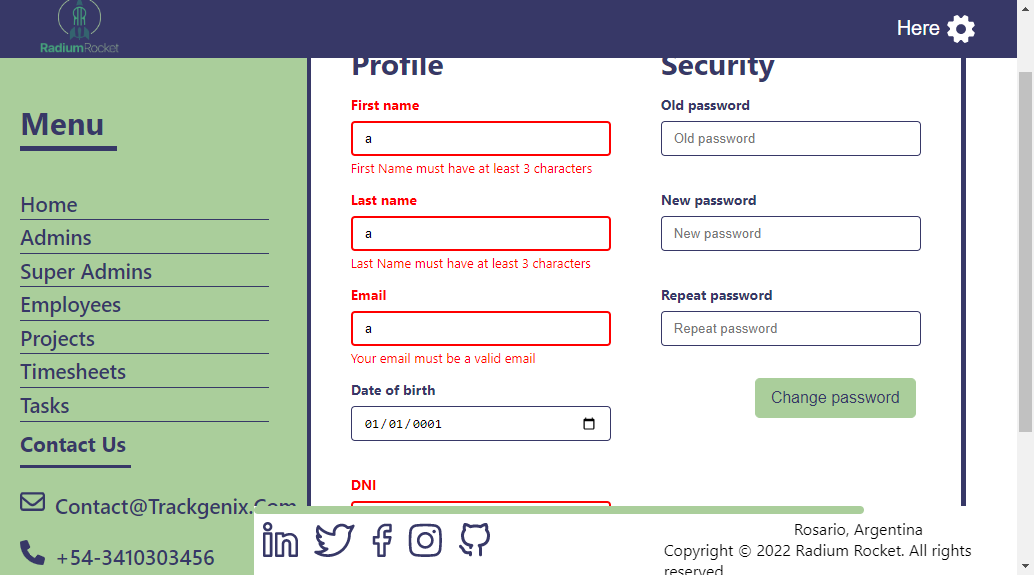 RadiumRocket
Here
Menu
Home
Admins
Super Admins
Employees
Projects
Timesheets
Tasks
Contact Us
Contact@Trackgenix.Com
+54-3410303456
Profile
First name
a
First Name must have at least 3 characters
Last name
a
Last Name must have at least 3 characters
Email
a
Your email must be a valid email
Date of birth
01/01/0001
DNI
Security
Old password
Old password
New password
New password
Repeat password
Repeat password
Change password
Rosario, Argentina
Copyright © 2022 Radium Rocket. All rights
reserved